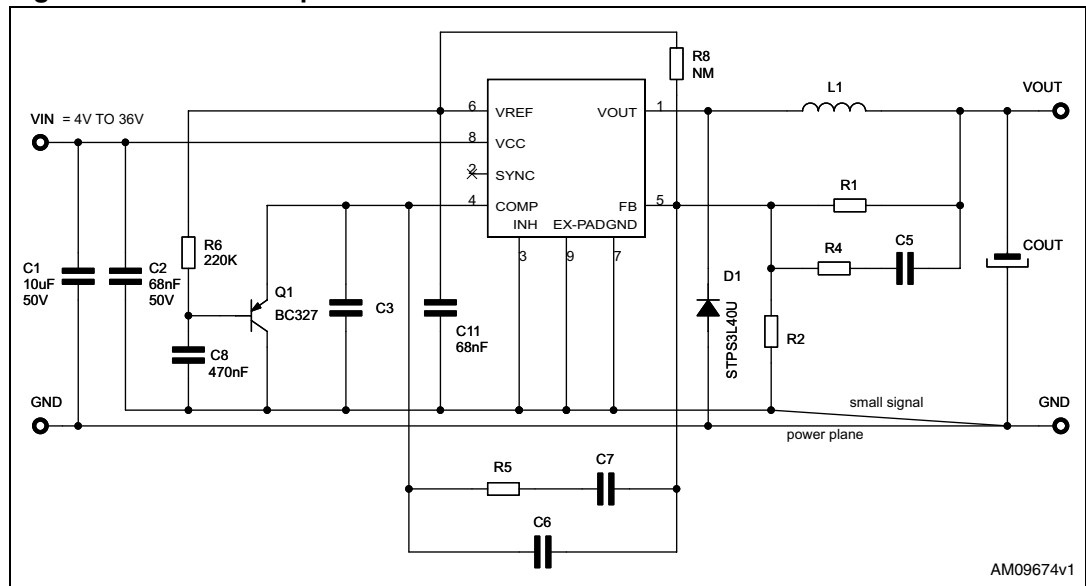 R8
NM
L1
VOUT
VIN = 4V TO 36V
6
VREF
VOUT
1
8
VCC
2
SYNC
4
COMP
FB
5
INH
EX-PADGND
3
9
7
R1
R6
220K
R4
C5
COUT
C1
10uF
50V
C2
68nF
50V
Q1
BC327
C3
D1
STPS3L40U
C11
68nF
R2
C8
470nF
GND
small signal
GND
power plane
R5
C7
C6
AM09674v1